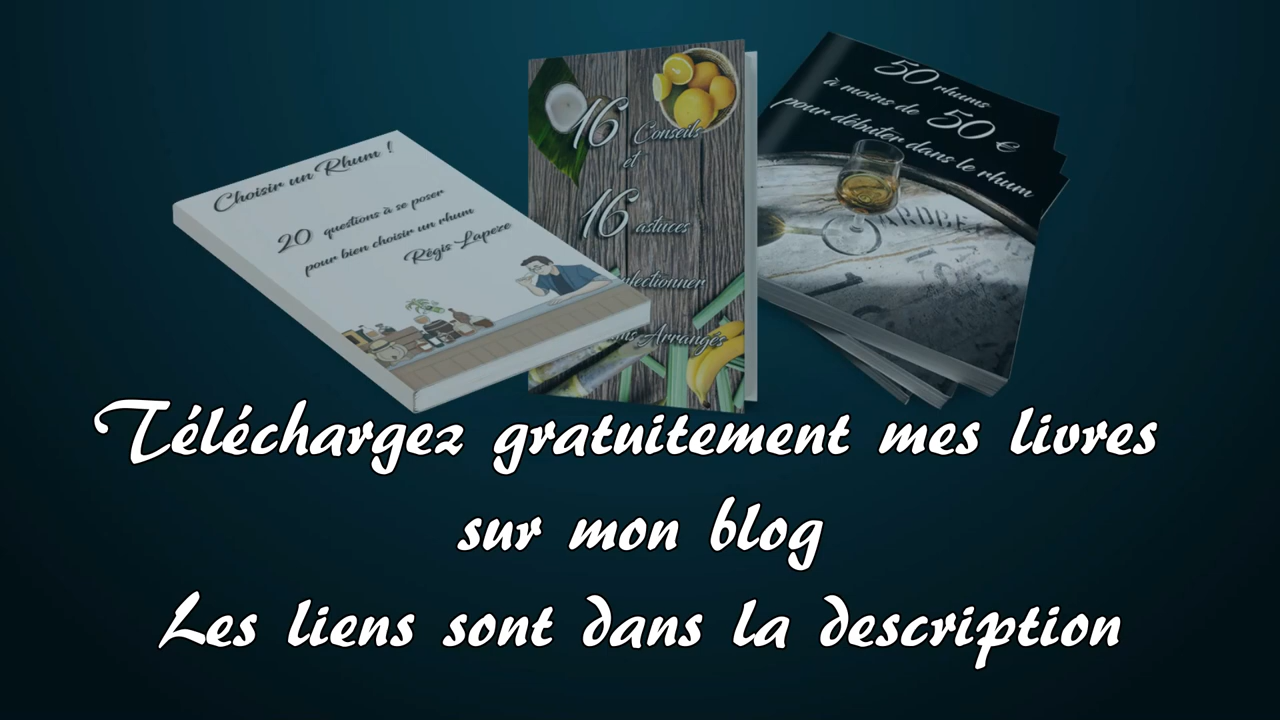 Choisir un Rhum !
20 questions à se poser
pour bien choisir un rhum
Régis Lapeze
16 Conseils
et
16 astuces
Arrangés
50 rhums
à moins de 50 €
pour débuter dans le rhum
ARDBE
Téléchargez gratuitement mes livres
sur mon blog
Les liens sont dans la description